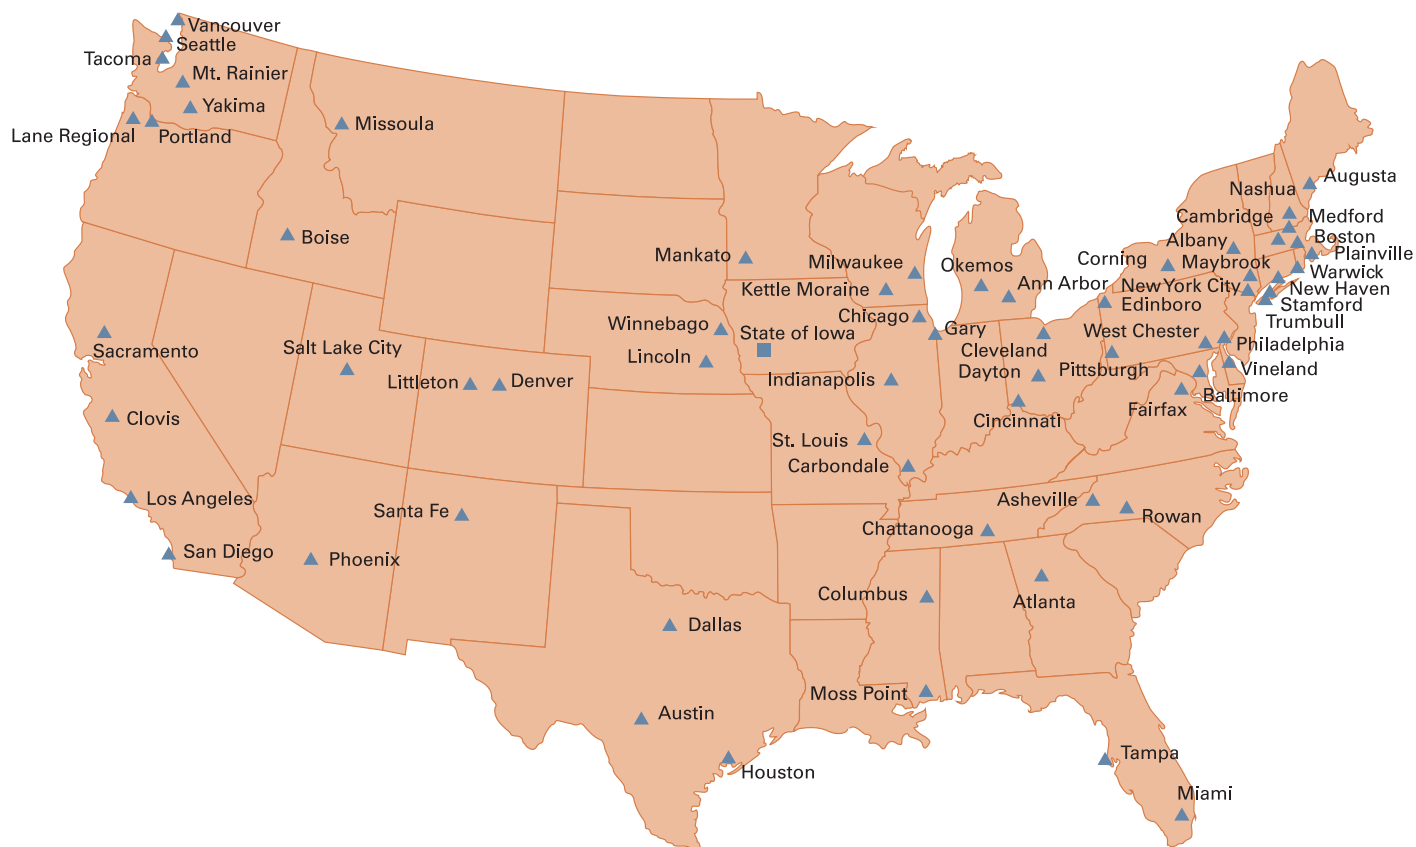 Vancouver
Seattle
Tacoma
Mt. Rainier
Yakima
Lane Regional
Portland
Missoula
Boise
Sacramento
Clovis
Los Angeles
San Diego
Salt Lake City
Littleton
Denver
Santa Fe
Phoenix
Mankato
Milwaukee
Kettle Moraine
Chicago
Winnebago
State of Iowa
Lincoln
Indianapolis
St. Louis
Carbondale
Gary
Okemos
Ann Arbor
Cleveland
Dayton
Cincinnati
Corning
Edinboro
West Chester
Pittsburgh
Fairfax
Baltimore
Vineland
Philadelphia
Trumbull
Stamford
New Haven
New York City
Warwick
Maybrook
Plainville
Albany
Boston
Cambridge
Medford
Nashua
Augusta
Asheville
Rowan
Chattanooga
Columbus
Atlanta
Dallas
Moss Point
Austin
Houston
Tampa
Miami